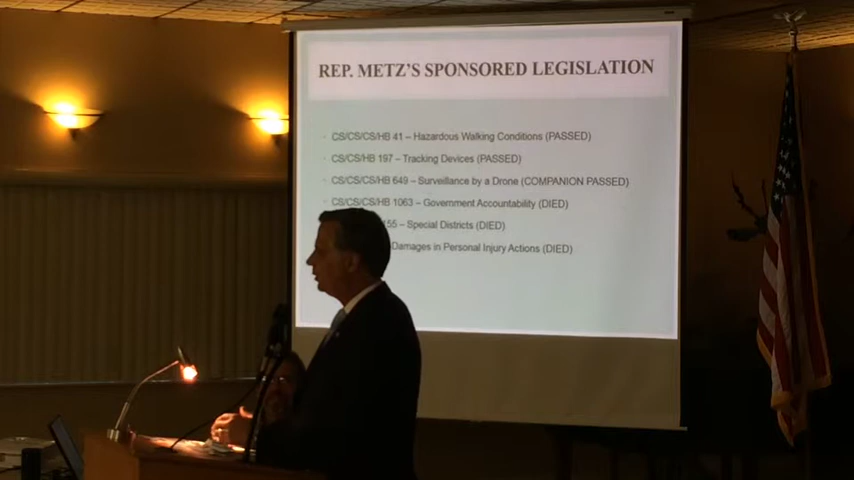 REP. METZ'S SPONSORED LEGISLATION
CS/CS/CS/HB 41 – Hazardous Walking Conditions (PASSED)
CS/CS/HB 197 – Tracking Devices (PASSED)
CS/CS/CS/HB 649 – Surveillance by a Drone (COMPANION PASSED)
CS/CS/CS/HB 1063 – Government Accountability (DIED)
55 – Special Districts (DIED)
Damages in Personal Injury Actions (DIED)